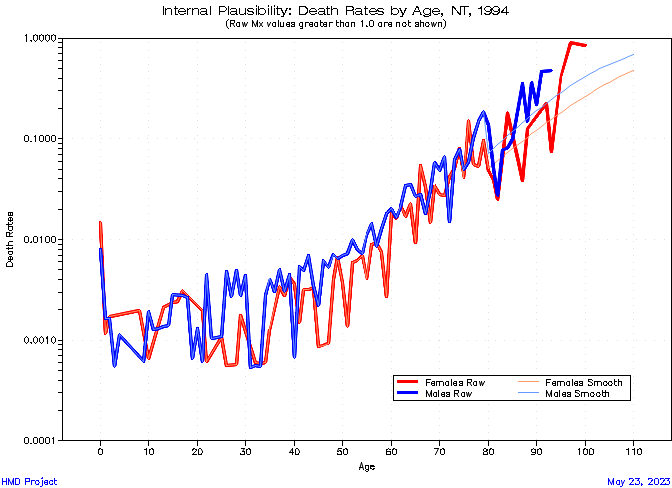 Internal Plausibility: Death Rates by Age, NT, 1994
(Raw Mx values greater than 1.0 are not shown)
1.0000
0.1000
0.0100
0.0010
0.0001
Death Rates
Females Raw
Females Smooth
Males Raw
Males Smooth
0 10 20 30 40 50 60 70 80 90 100 110
Age
HMD Project
May 23, 2023